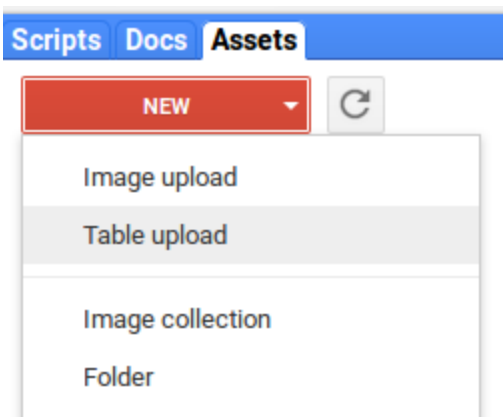 Scripts Docs Assets
NEW
Image upload
Table upload
Image collection
Folder